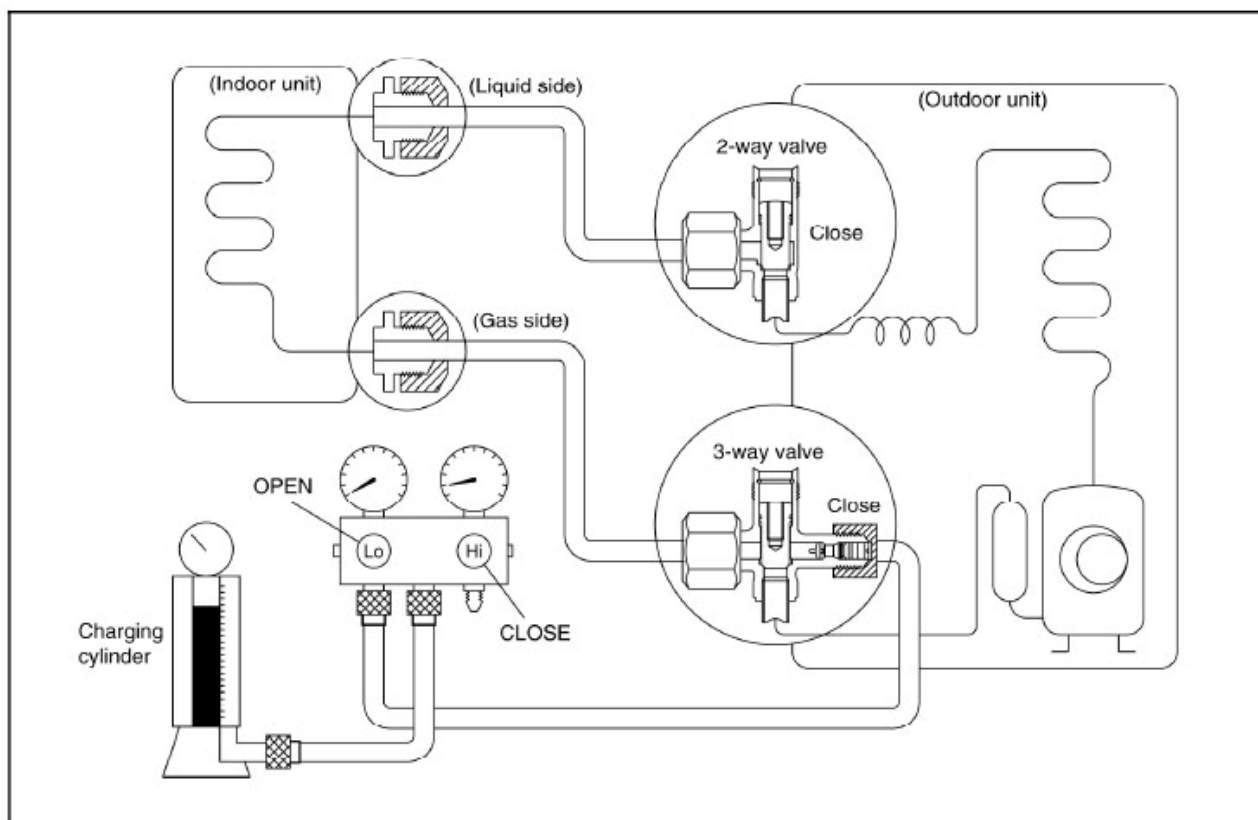 (Indoor unit)
(Liquid side)
(Outdoor unit)
2-way valve
Close
(Gas side)
3-way valve
Close
OPEN
Lo
Hi
CLOSE
Charging
cylinder